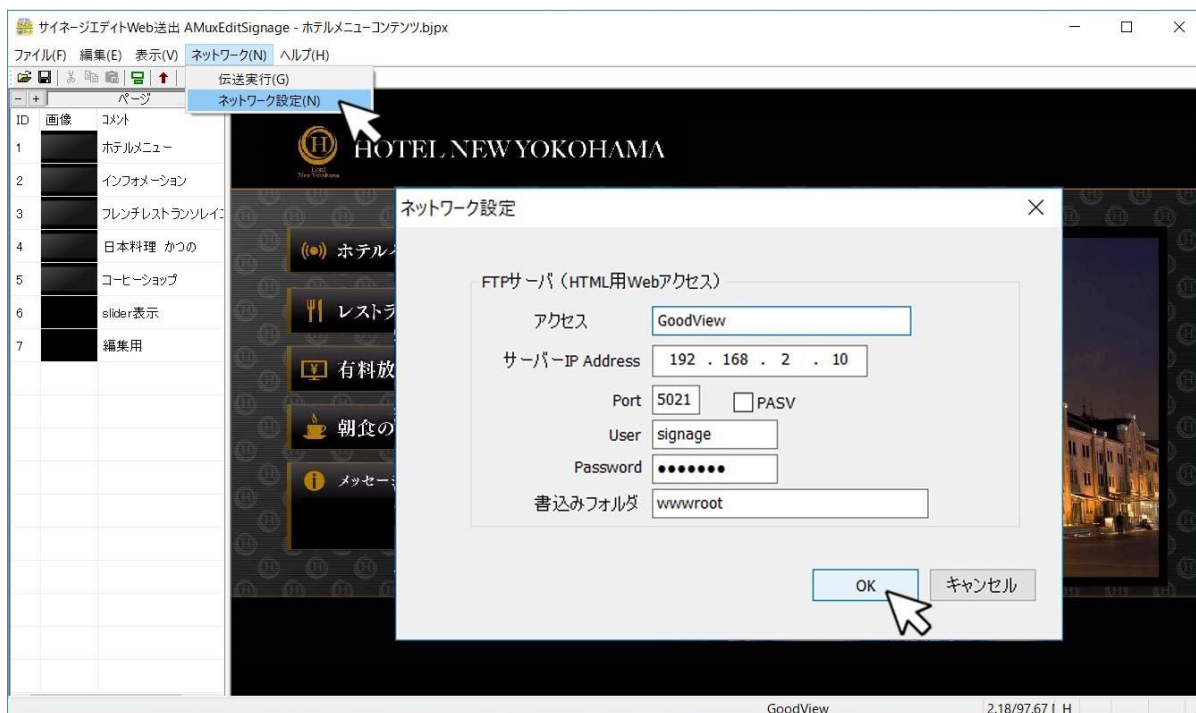 サイネージエディトWeb送出 AMuxEditSignage - ホテルメニューコンテンツ.bjpx
ファイル(F) 編集(E) 表示(V) ネットワーク(N) ヘルプ(H)
伝送実行(G)
ネットワーク設定(N)
- + ページ
ID 画像 コメント
1 ホテルメニュー
2 インフォメーション
3 フレンチレストランソレイ
4 日本料理 かつの
5 コーヒーショップ
6 slider表示
7 編集用
H HOTEL NEW YOKOHAMA
ホテル
レストラ
有料放
朝食の
メッセー
ネットワーク設定
FTPサーバ（HTML用Webアクセス）
アクセス GoodView
サーバーIP Address 192 . 168 . 2 . 10
Port 5021 PASV
User signage
Password ●●●●●●●
書込みフォルダ wwwroot
OK キャンセル
GoodView 2.18/97.67 H